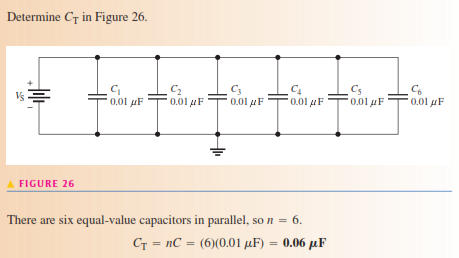 Determine C_T in Figure 26.
+
V_S
−
C_1 C_2 C_3 C_4 C_5 C_6
0.01 μF 0.01 μF 0.01 μF 0.01 μF 0.01 μF 0.01 μF
▲ FIGURE 26
There are six equal-value capacitors in parallel, so n = 6.
C_T = nC = (6)(0.01 μF) = 0.06 μF